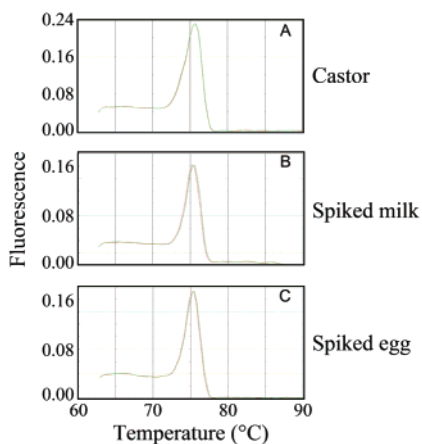 0.24
A
0.16
Castor
0.08
0.00
B
0.16
Spiked milk
0.08
0.00
Fluorescence
C
0.16
Spiked egg
0.08
0.00
60 70 80 90
Temperature (°C)